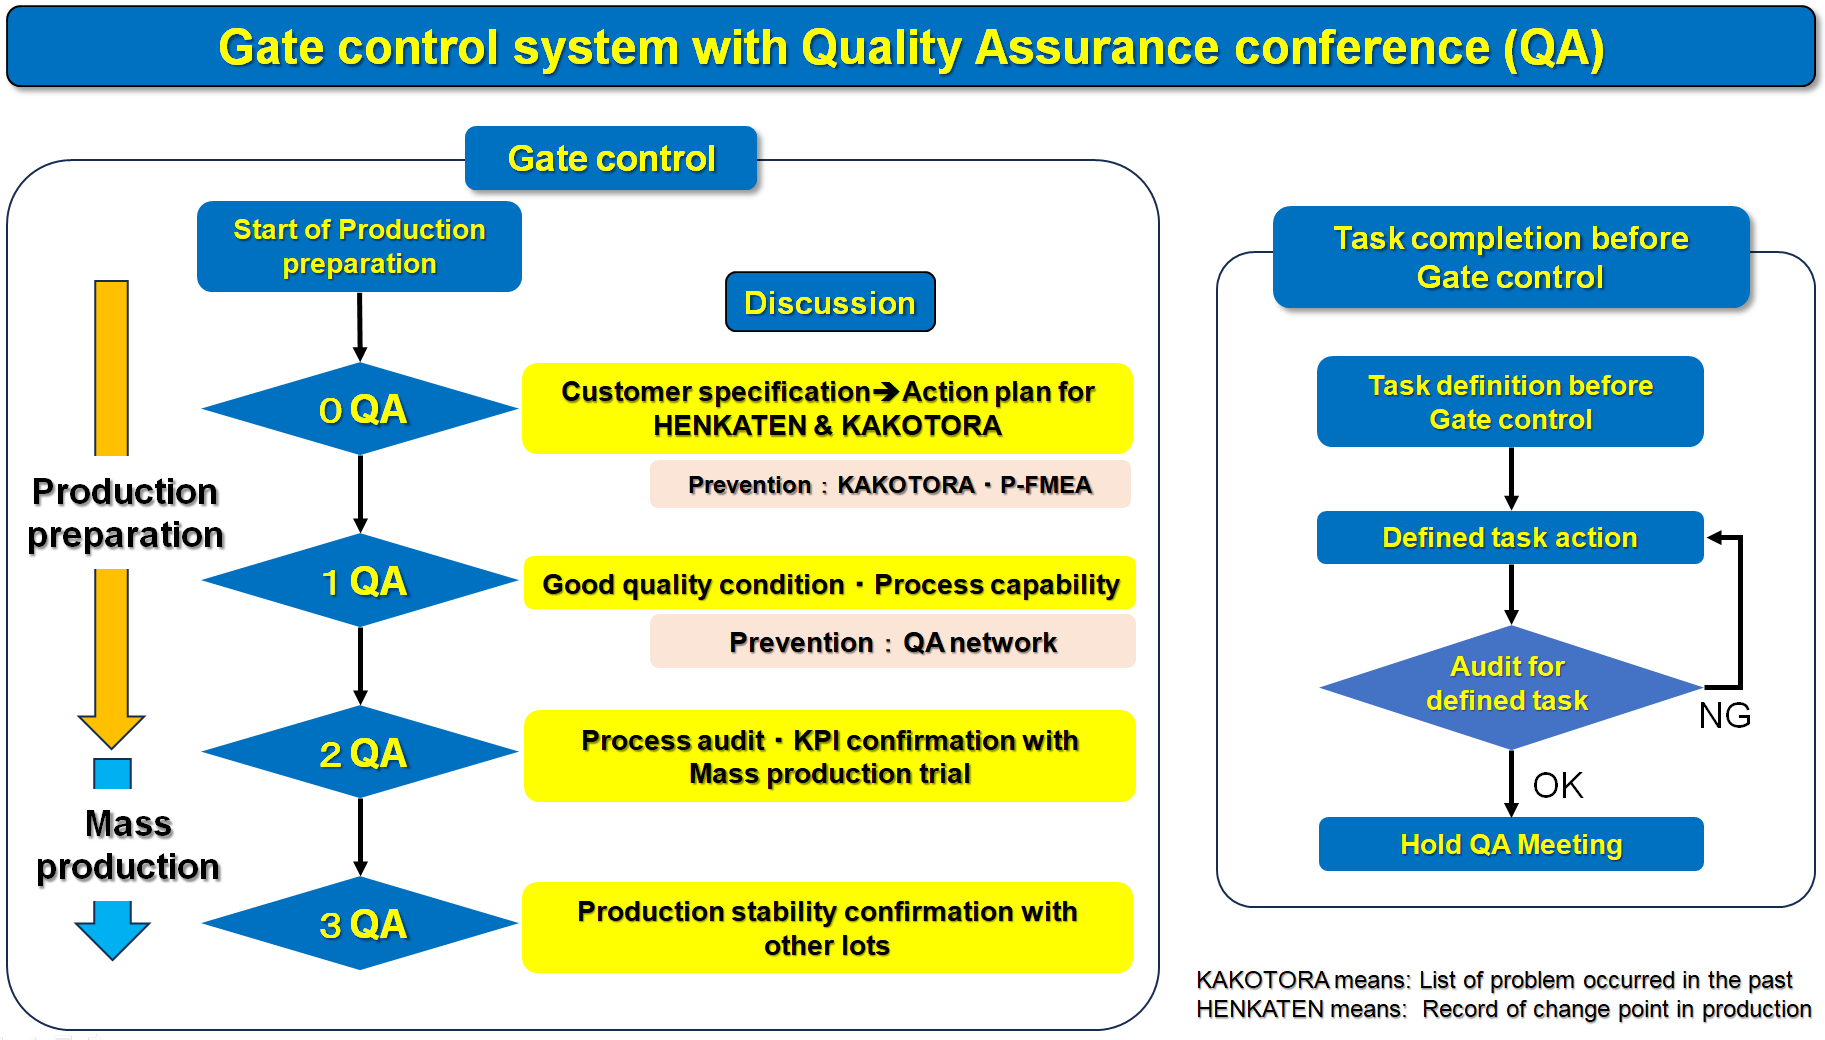 Gate control system with Quality Assurance conference (QA)
Gate control
Start of Production
preparation
Discussion
0 QA
Customer specification➔Action plan for
HENKATEN & KAKOTORA
Prevention：KAKOTORA・P-FMEA
Production
preparation
1 QA
Good quality condition・Process capability
Prevention：QA network
2 QA
Process audit・KPI confirmation with
Mass production trial
Mass
production
3 QA
Production stability confirmation with
other lots
Task completion before
Gate control
Task definition before
Gate control
Defined task action
Audit for
defined task
NG
OK
Hold QA Meeting
KAKOTORA means: List of problem occurred in the past
HENKATEN means: Record of change point in production